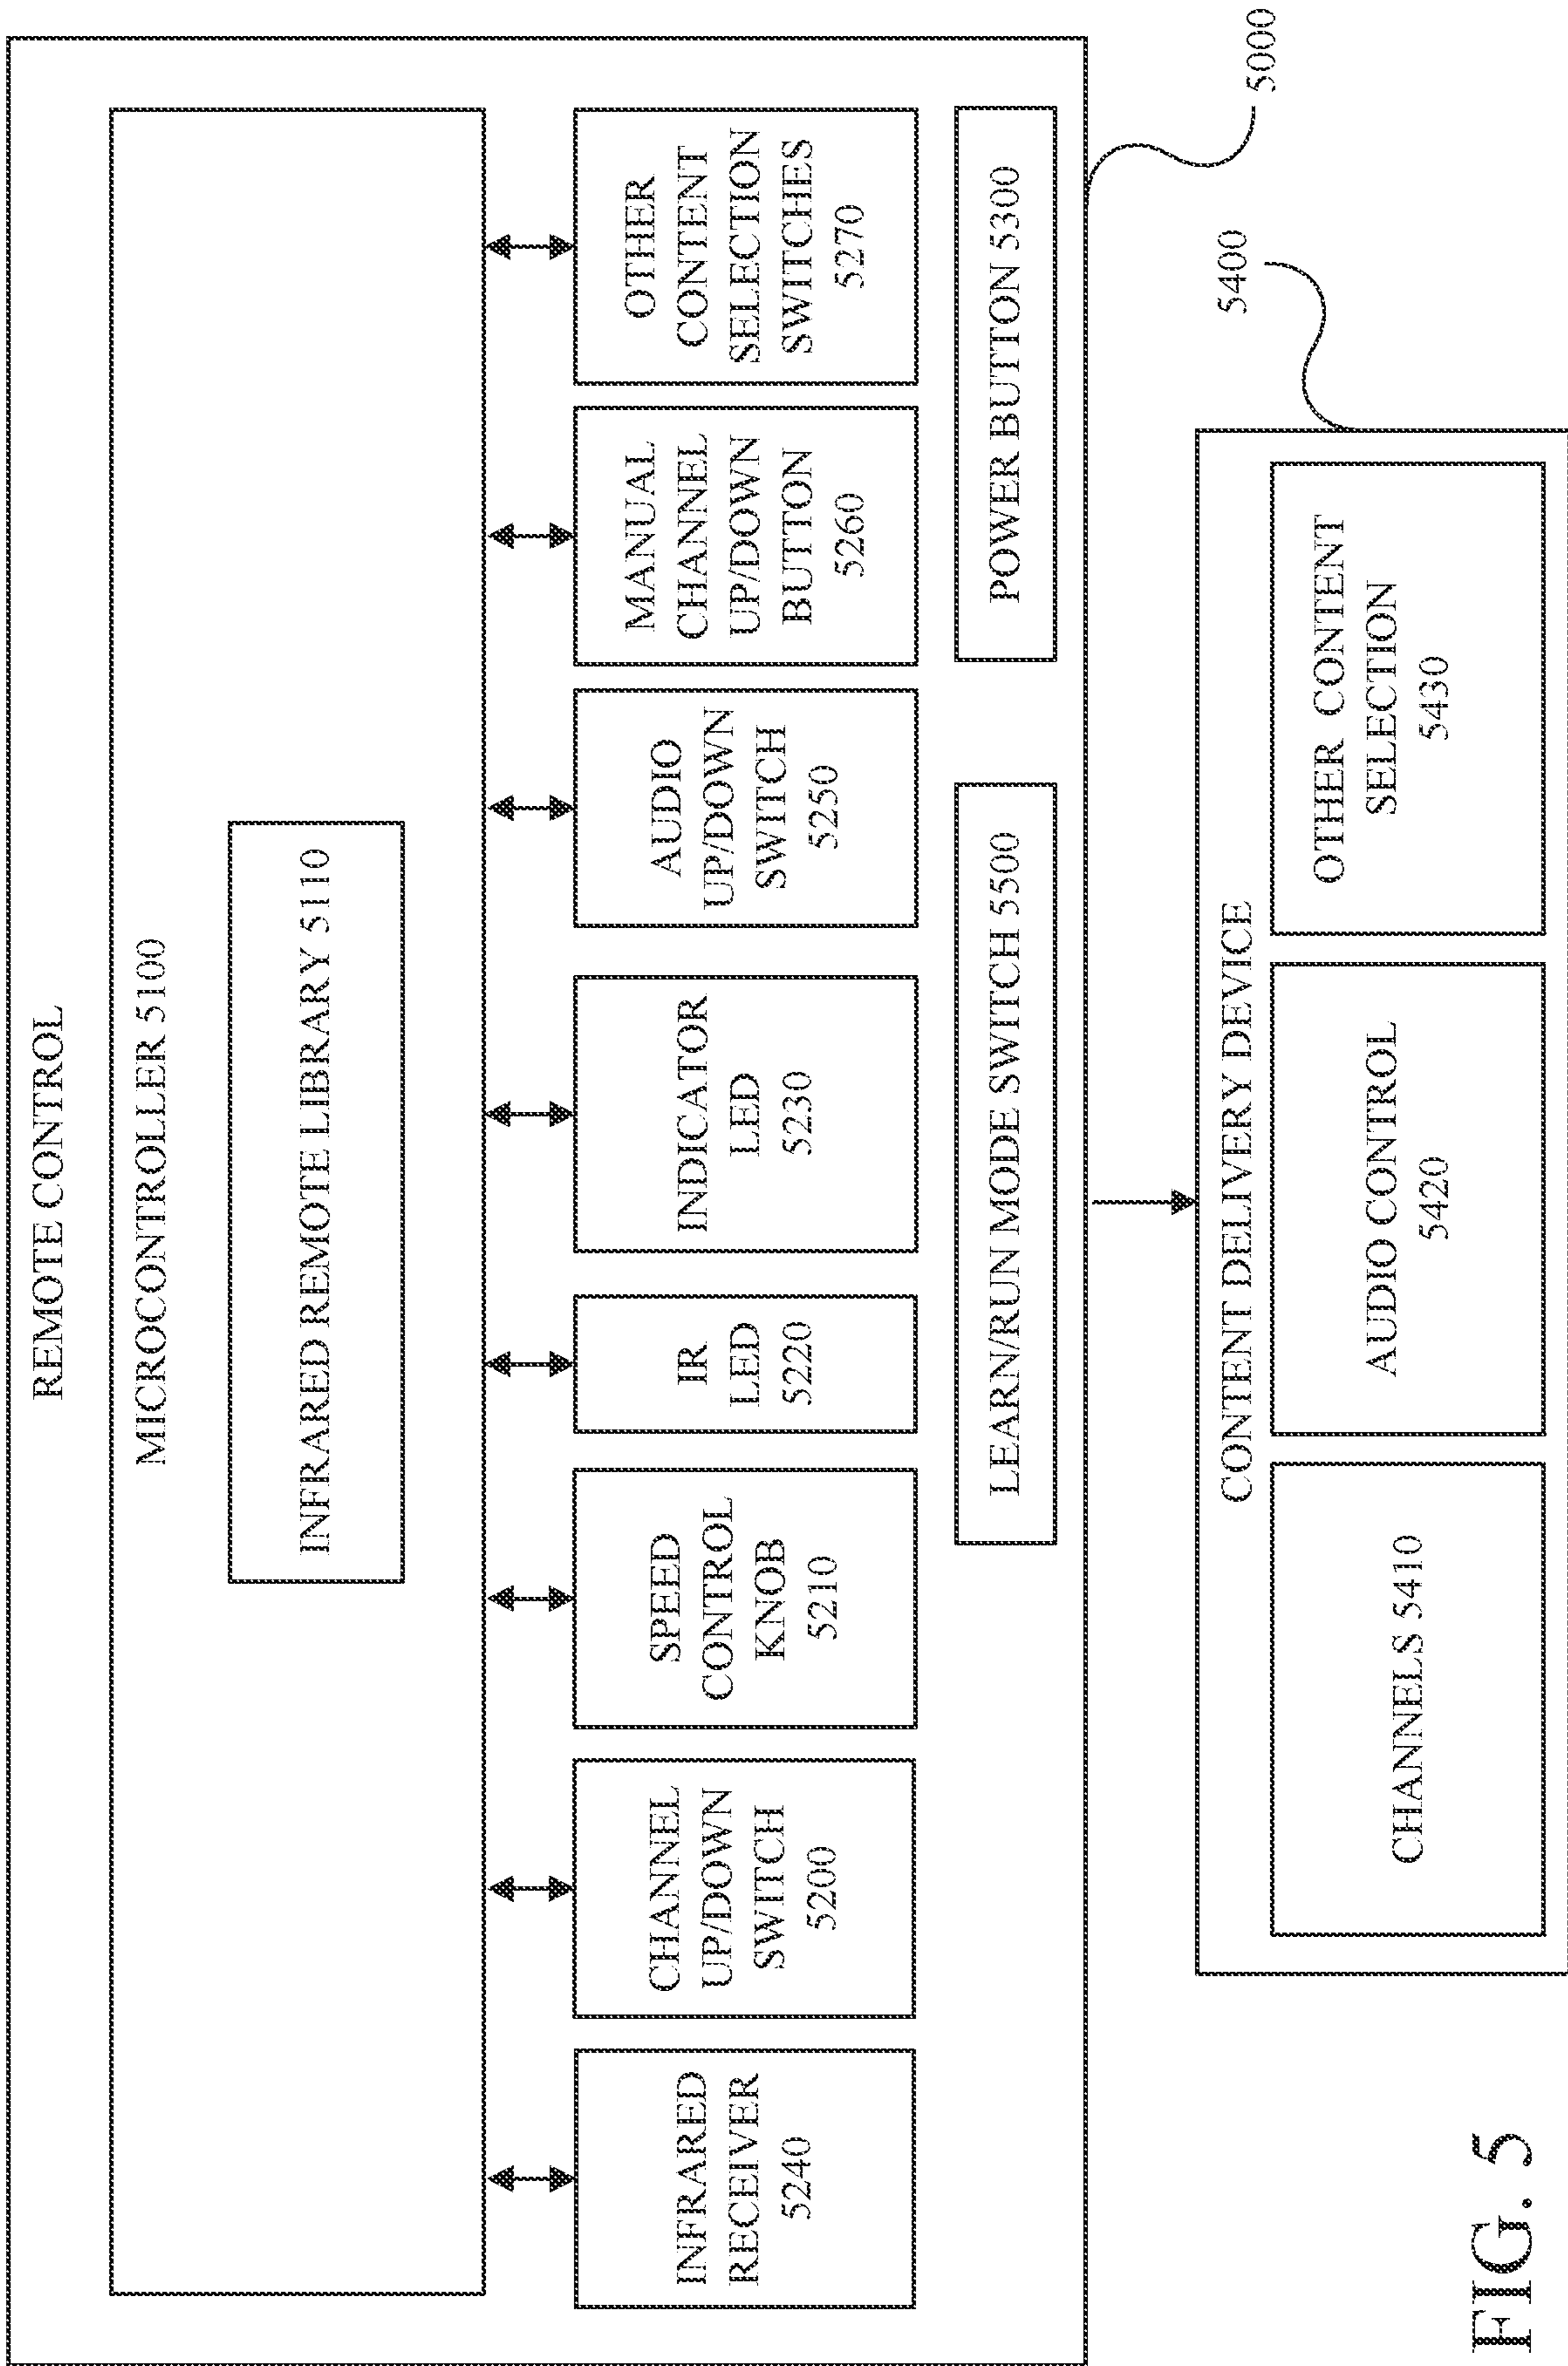 REMOTE CONTROL
MICROCONTROLLER 5100
INFRARED REMOTE LIBRARY 5110
INFRARED
RECEIVER
5240
CHANNEL
UP/DOWN
SWITCH
5200
SPEED
CONTROL
KNOB
5210
IR
LED
5220
INDICATOR
LED
5230
AUDIO
UP/DOWN
SWITCH
5250
MANUAL
CHANNEL
UP/DOWN
BUTTON
5260
OTHER
CONTENT
SELECTION
SWITCHES
5270
LEARN/RUN MODE SWITCH 5500
POWER BUTTON 5300
5000
5400
CONTENT DELIVERY DEVICE
CHANNELS 5410
AUDIO CONTROL
5420
OTHER CONTENT
SELECTION
5430
FIG. 5